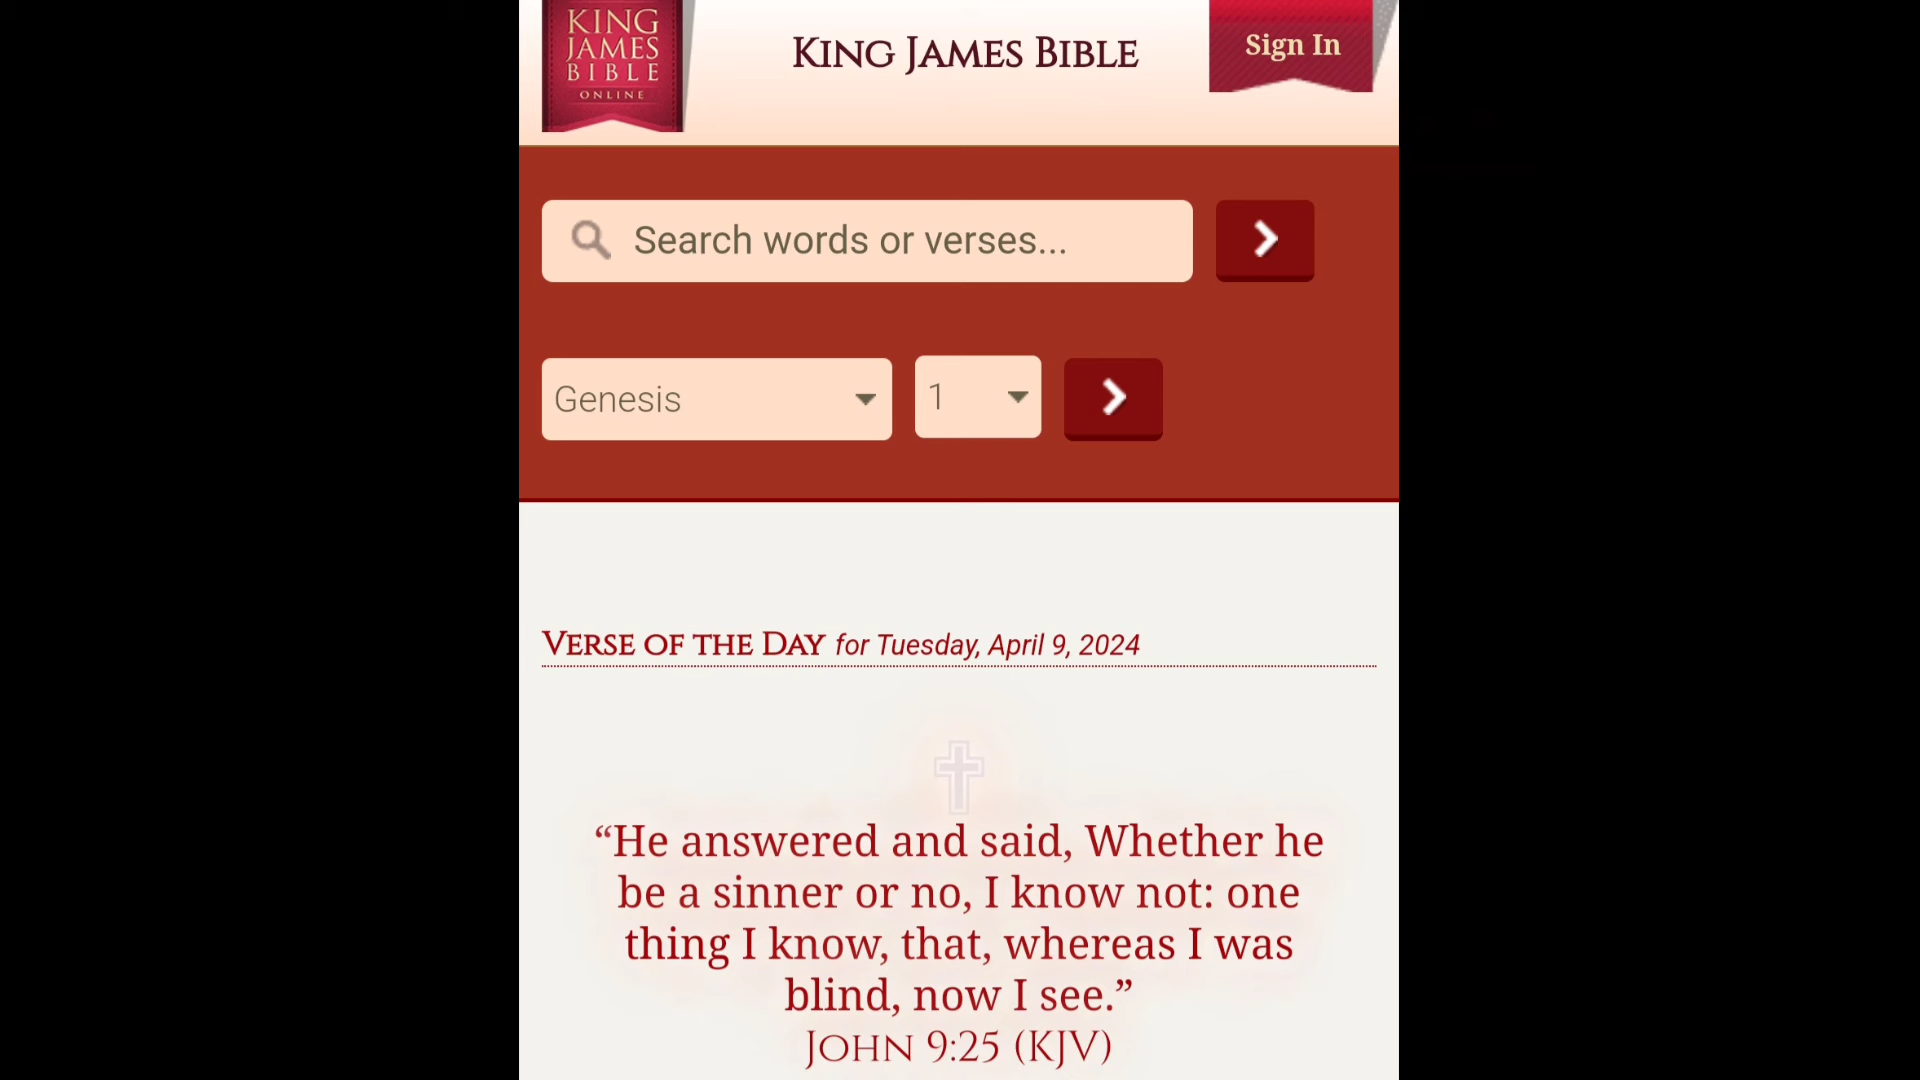 KING
JAMES
BIBLE
ONLINE
King James Bible
Sign In
Search words or verses...
Genesis
1
Verse of the Day for Tuesday, April 9, 2024
“He answered and said, Whether he
be a sinner or no, I know not: one
thing I know, that, whereas I was
blind, now I see.”
John 9:25 (KJV)